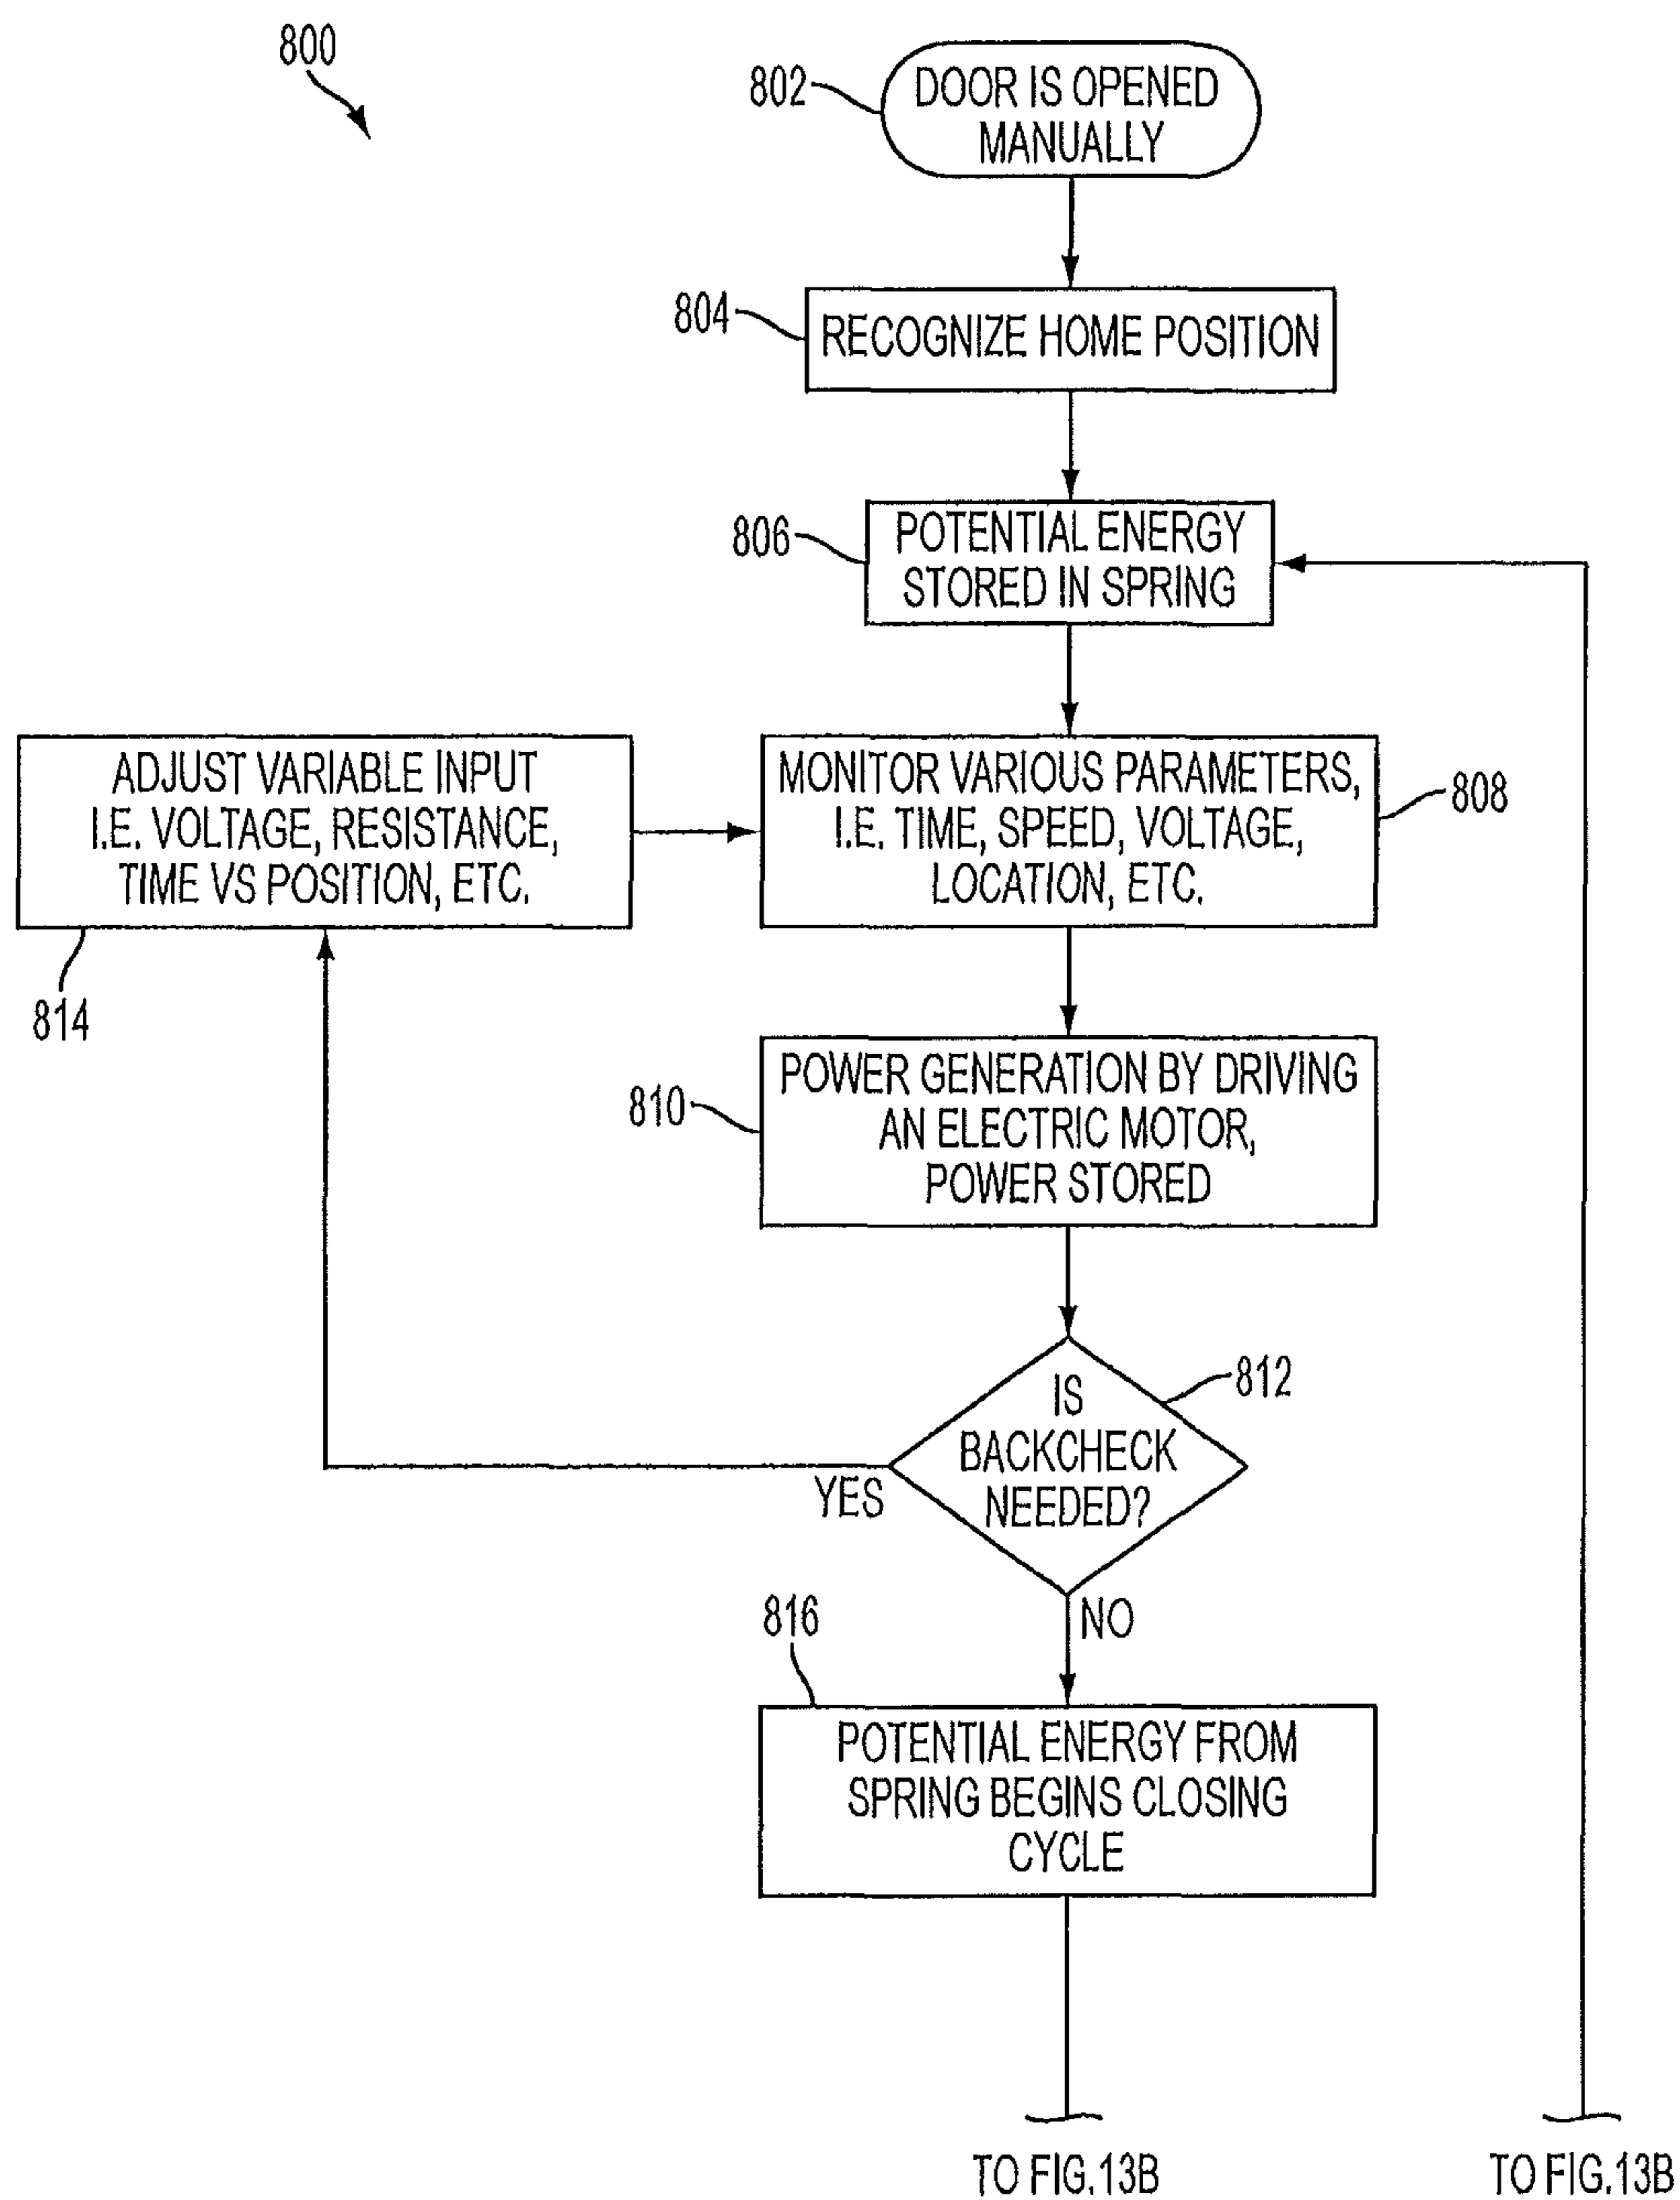 800
802
DOOR IS OPENED
MANUALLY
804
RECOGNIZE HOME POSITION
806
POTENTIAL ENERGY
STORED IN SPRING
ADJUST VARIABLE INPUT
I.E. VOLTAGE, RESISTANCE,
TIME VS POSITION, ETC.
814
MONITOR VARIOUS PARAMETERS,
I.E. TIME, SPEED, VOLTAGE,
LOCATION, ETC.
808
810
POWER GENERATION BY DRIVING
AN ELECTRIC MOTOR,
POWER STORED
812
IS
BACKCHECK
NEEDED?
YES
NO
816
POTENTIAL ENERGY FROM
SPRING BEGINS CLOSING
CYCLE
TO FIG.13B
TO FIG.13B